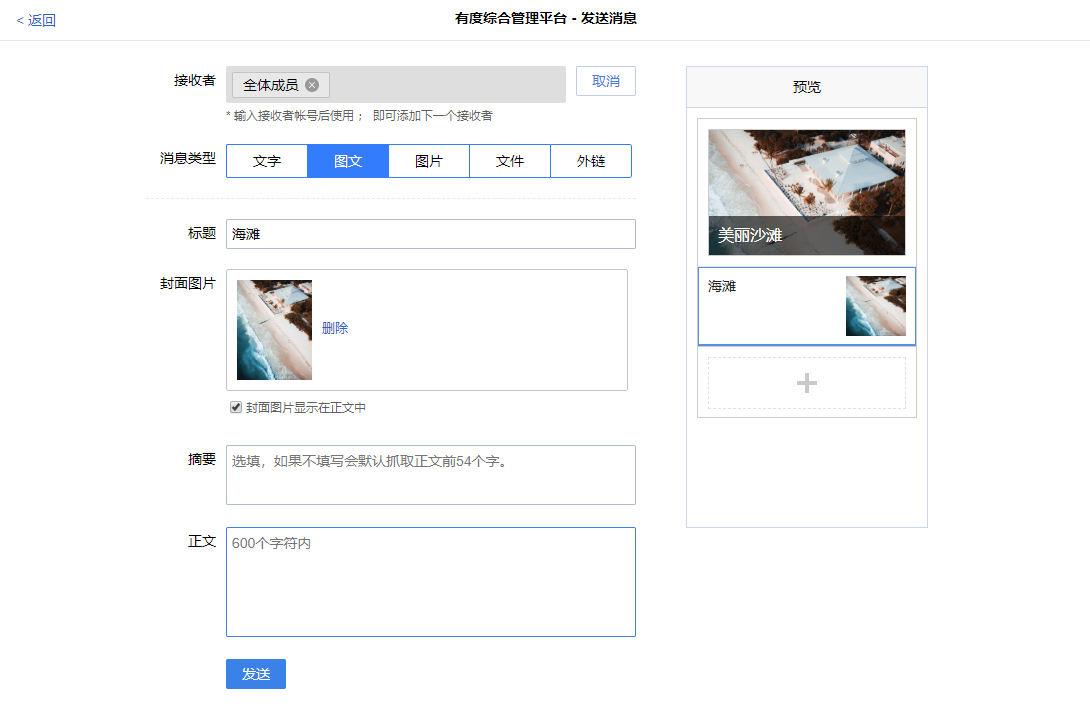 < 返回
有度综合管理平台 - 发送消息
接收者
全体成员
取消
* 输入接收者帐号后使用 ； 即可添加下一个接收者
消息类型
文字
图文
图片
文件
外链
标题
海滩
封面图片
删除
封面图片显示在正文中
摘要
选填，如果不填写会默认抓取正文前54个字。
正文
600个字符内
发送
预览
美丽沙滩
海滩